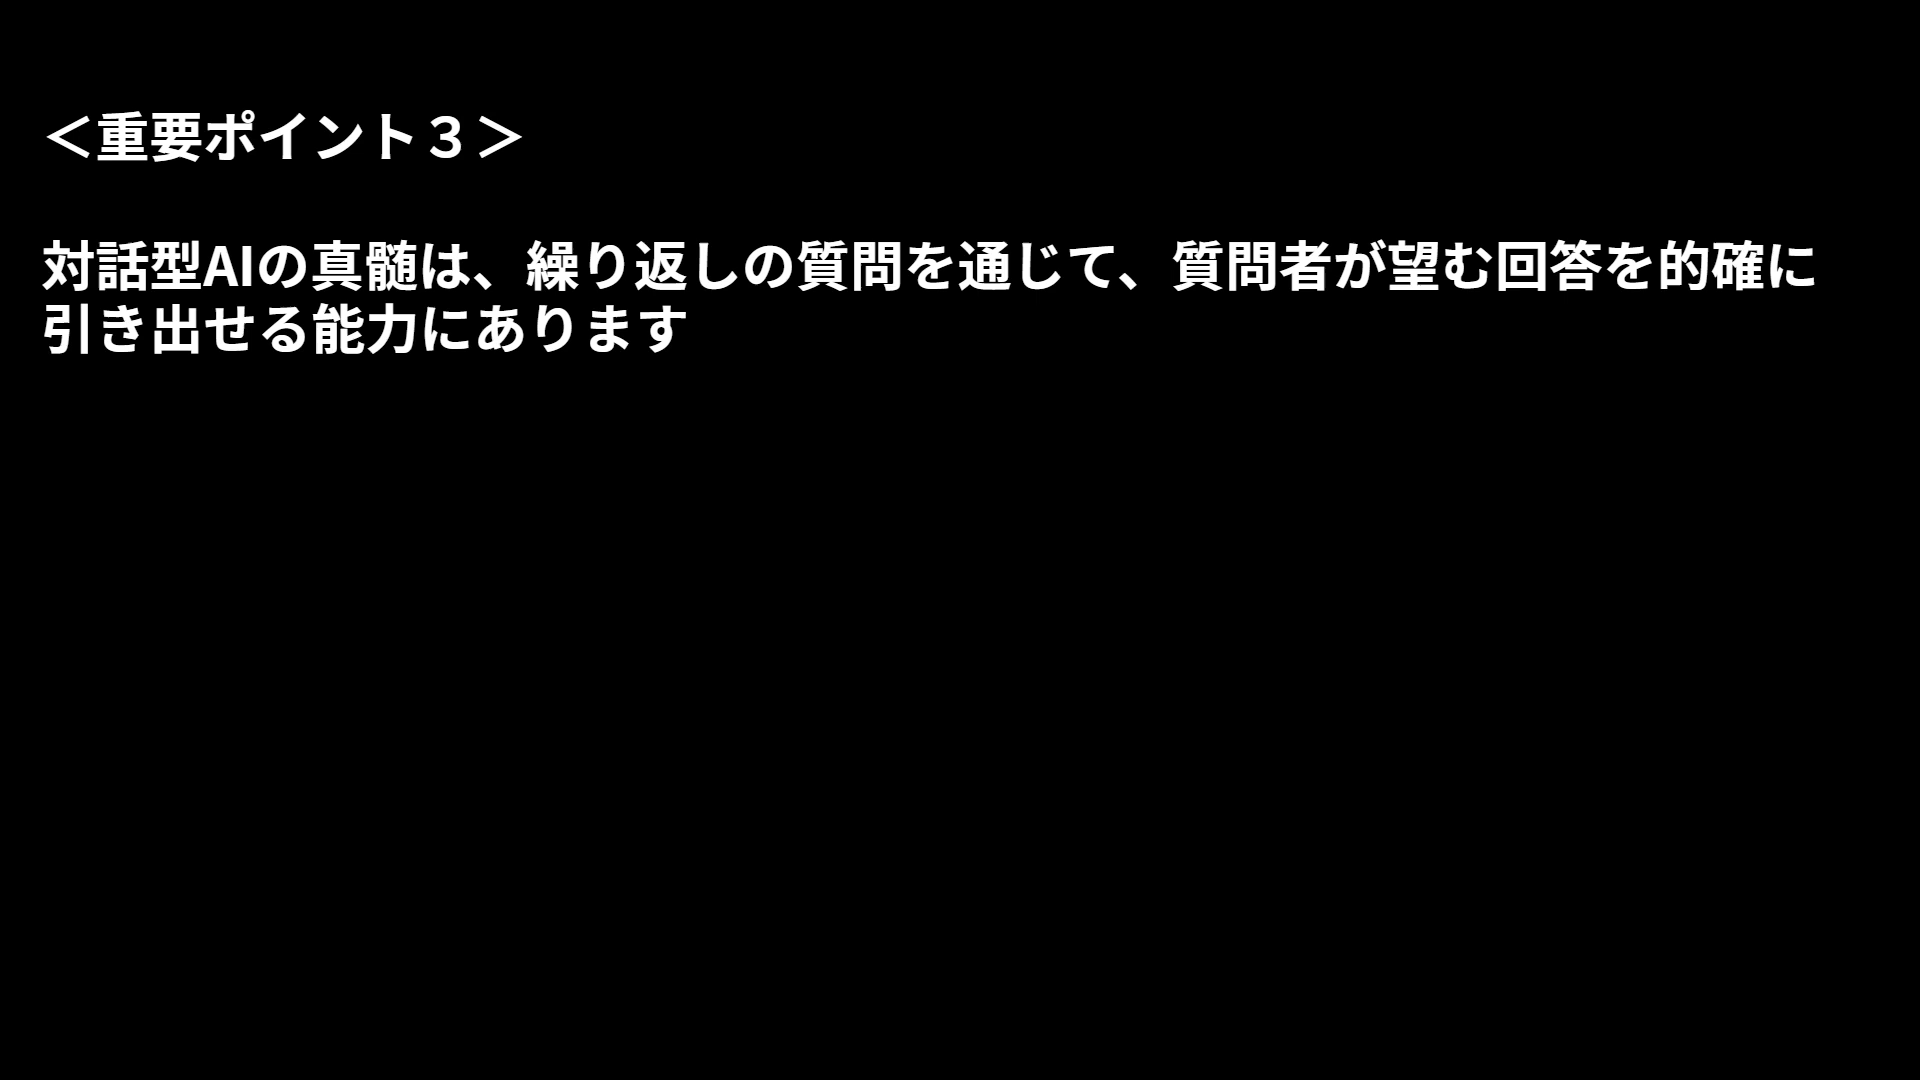 ＜重要ポイント３＞
対話型AIの真髄は、繰り返しの質問を通じて、質問者が望む回答を的確に
引き出せる能力にあります